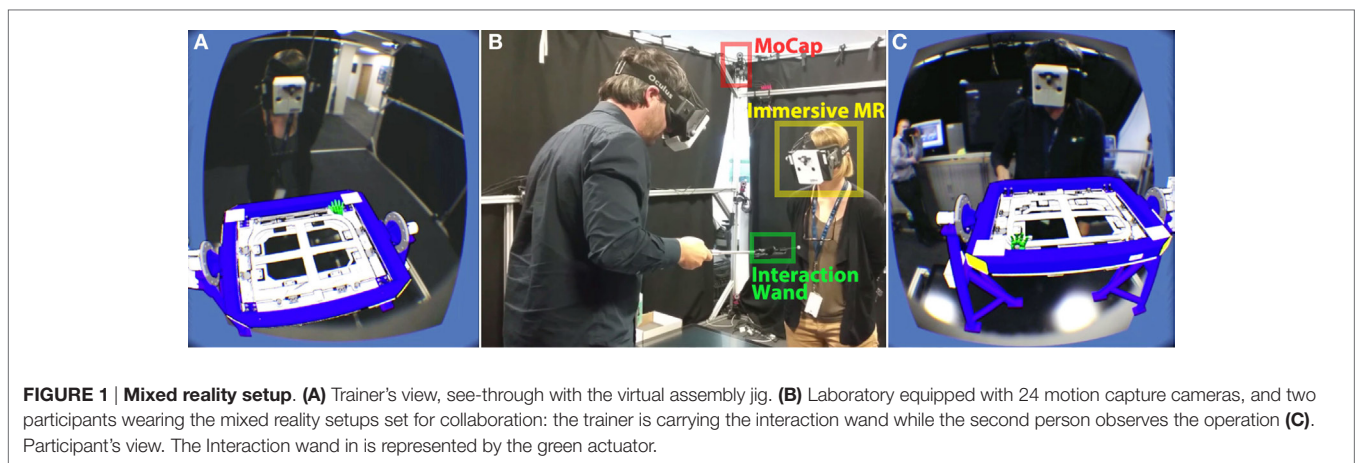 A
B
C
MoCap
Oculus
Immersive MR
Interaction
Wand
FIGURE 1 | Mixed reality setup. (A) Trainer's view, see-through with the virtual assembly jig. (B) Laboratory equipped with 24 motion capture cameras, and two
participants wearing the mixed reality setups set for collaboration: the trainer is carrying the interaction wand while the second person observes the operation (C).
Participant's view. The Interaction wand in is represented by the green actuator.